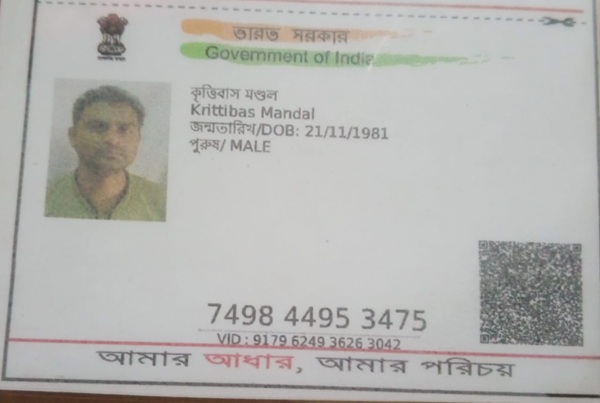 ভারত সরকার
Government of India
কৃত্তিবাস মণ্ডল
Krittibas Mandal
জন্মতারিখ/DOB: 21/11/1981
পুরুষ/ MALE
7498 4495 3475
VID : 9179 6249 3626 3042
আমার আধার, আমার পরিচয়